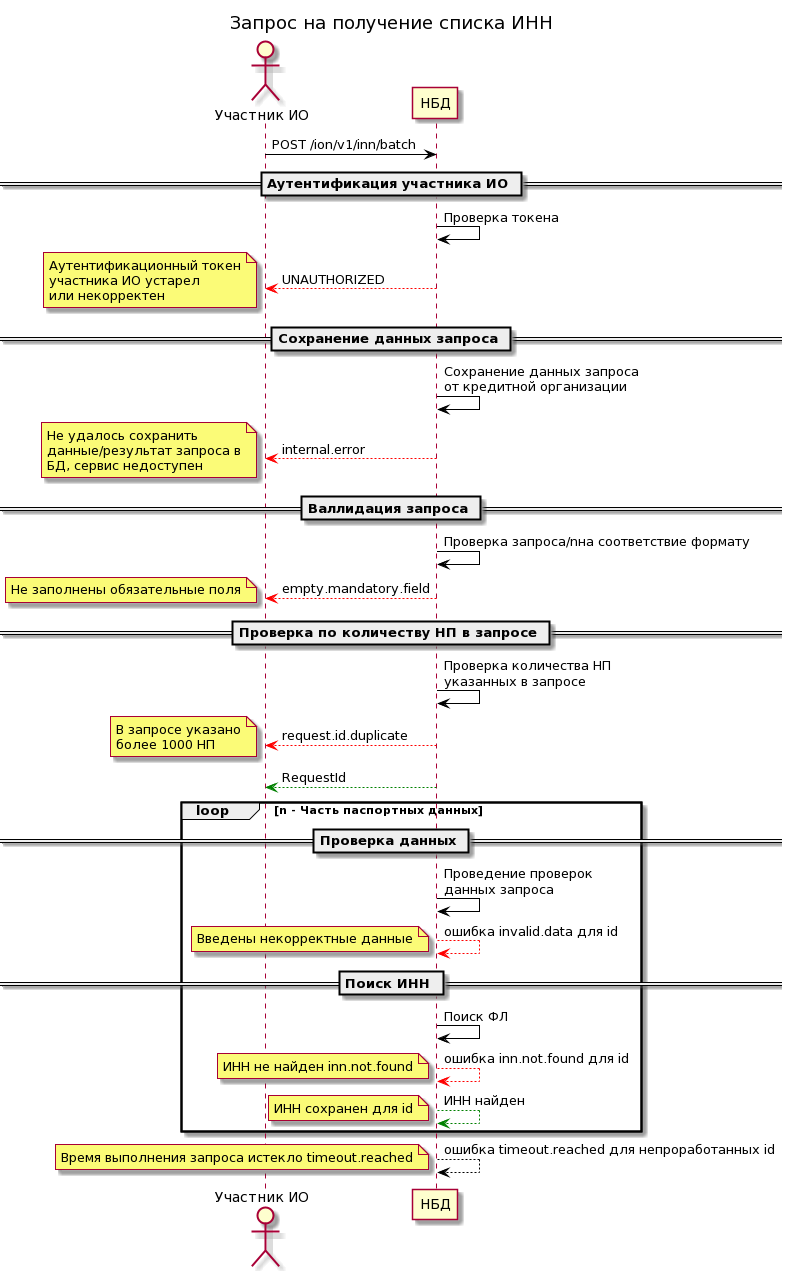 Запрос на получение списка ИНН
Участник ИО
НБД
POST /ion/v1/inn/batch
Аутентификация участника ИО
Проверка токена
Аутентификационный токен
участника ИО устарел
или некорректен
UNAUTHORIZED
Сохранение данных запроса
Сохранение данных запроса
от кредитной организации
Не удалось сохранить
данные/результат запроса в
БД, сервис недоступен
internal.error
Валлидация запроса
Проверка запроса/nна соответствие формату
Не заполнены обязательные поля
empty.mandatory.field
Проверка по количеству НП в запросе
Проверка количества НП
указанных в запросе
В запросе указано
более 1000 НП
request.id.duplicate
RequestId
loop
[n - Часть паспортных данных]
Проверка данных
Проведение проверок
данных запроса
Введены некорректные данные
ошибка invalid.data для id
Поиск ИНН
Поиск ФЛ
ИНН не найден inn.not.found
ошибка inn.not.found для id
ИНН сохранен для id
ИНН найден
Время выполнения запроса истекло timeout.reached
ошибка timeout.reached для непроработанных id
Участник ИО
НБД